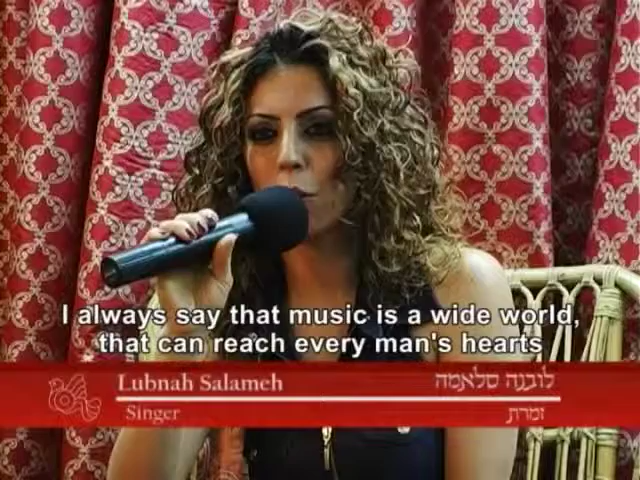 I always say that music is a wide world,
that can reach every man's hearts
Lubnah Salameh לובנה סלאמה
Singer זמרת